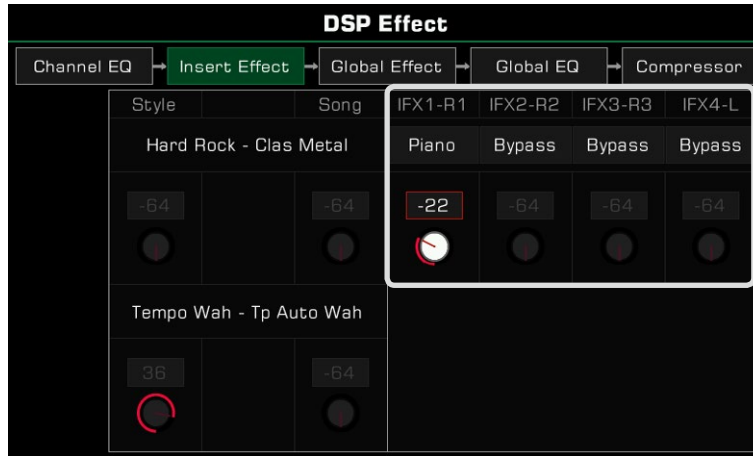 DSP Effect
Channel EQ Insert Effect Global Effect Global EQ Compressor
Style Song IFX1-R1 IFX2-R2 IFX3-R3 IFX4-L
Hard Rock - Clas Metal Piano Bypass Bypass Bypass
-64 -64 -22 -64 -64 -64
Tempo Wah - Tp Auto Wah
36 -64